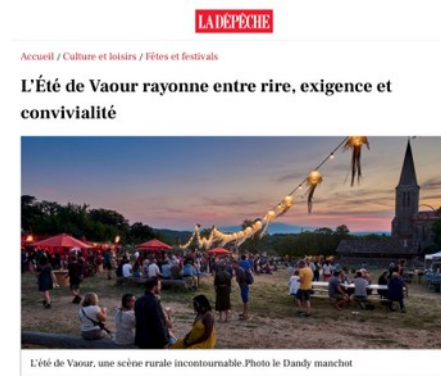 LA DÉPÊCHE
Accueil / Culture et loisirs / Fêtes et festivals
L'Été de Vaour rayonne entre rire, exigence et
convivialité
L'été de Vaour, une scène rurale incontournable.Photo le Dandy manchot